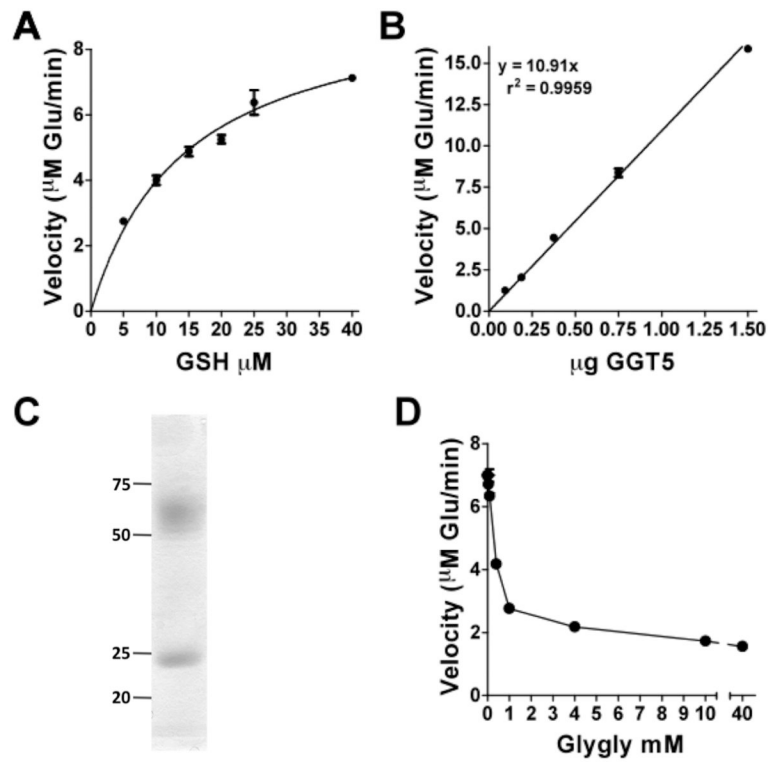 A
Velocity (µM Glu/min)
8
6
4
2
0
0 5 10 15 20 25 30 35 40
GSH µM
B
Velocity (µM Glu/min)
y = 10.91x
r² = 0.9959
15.0
12.5
10.0
7.5
5.0
2.5
0.0
0.00 0.25 0.50 0.75 1.00 1.25 1.50
µg GGT5
C
75
50
25
20
D
Velocity (µM Glu/min)
8
6
4
2
0
0 1 2 3 4 5 6 7 8 9 10 40
Glygly mM